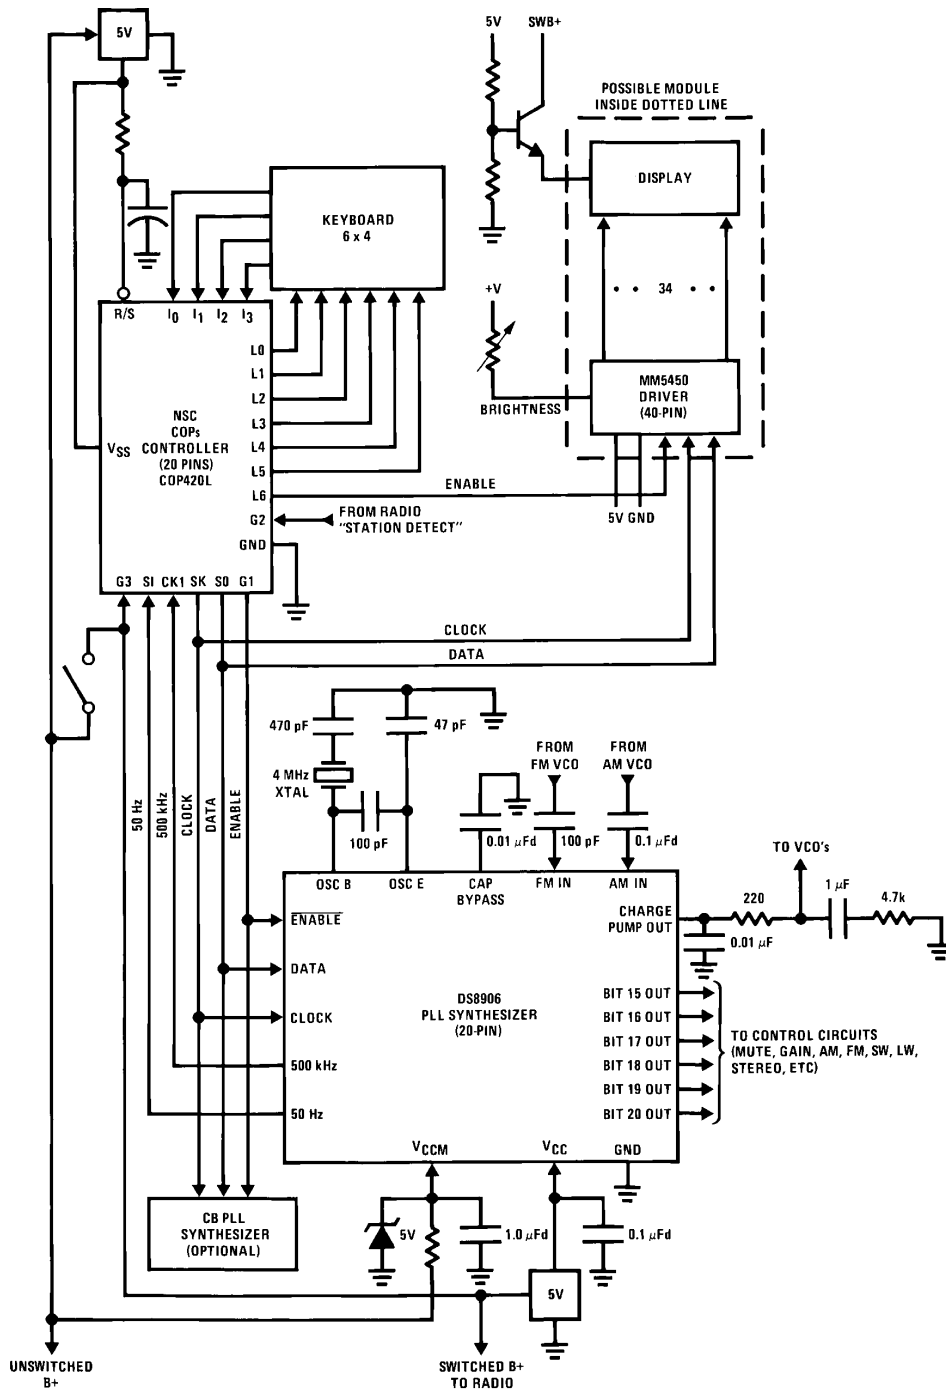 5V
5V
SWB+
POSSIBLE MODULE
INSIDE DOTTED LINE
KEYBOARD
6 x 4
DISPLAY
+V
34
R/S
I0
I1
I2
I3
L0
L1
L2
L3
L4
L5
L6
G2
GND
NSC
COPs
CONTROLLER
(20 PINS)
COP420L
VSS
BRIGHTNESS
MM5450
DRIVER
(40-PIN)
ENABLE
5V GND
FROM RADIO
"STATION DETECT"
G3
SI
CK1
SK
SO
G1
CLOCK
DATA
470 pF
47 pF
4 MHz
XTAL
100 pF
50 Hz
500 kHz
CLOCK
DATA
ENABLE
FROM
FM VCO
FROM
AM VCO
0.01 μFd
100 pF
0.1 μFd
OSC B
OSC E
CAP
BYPASS
FM IN
AM IN
TO VCO's
220
1 μF
4.7k
0.01 μF
ENABLE
DATA
CLOCK
500 kHz
50 Hz
CHARGE
PUMP OUT
DS8906
PLL SYNTHESIZER
(20-PIN)
BIT 15 OUT
BIT 16 OUT
BIT 17 OUT
BIT 18 OUT
BIT 19 OUT
BIT 20 OUT
TO CONTROL CIRCUITS
(MUTE, GAIN, AM, FM, SW, LW,
STEREO, ETC)
VCCM
VCC
GND
CB PLL
SYNTHESIZER
(OPTIONAL)
5V
1.0 μFd
0.1 μFd
5V
UNSWITCHED
B+
SWITCHED B+
TO RADIO